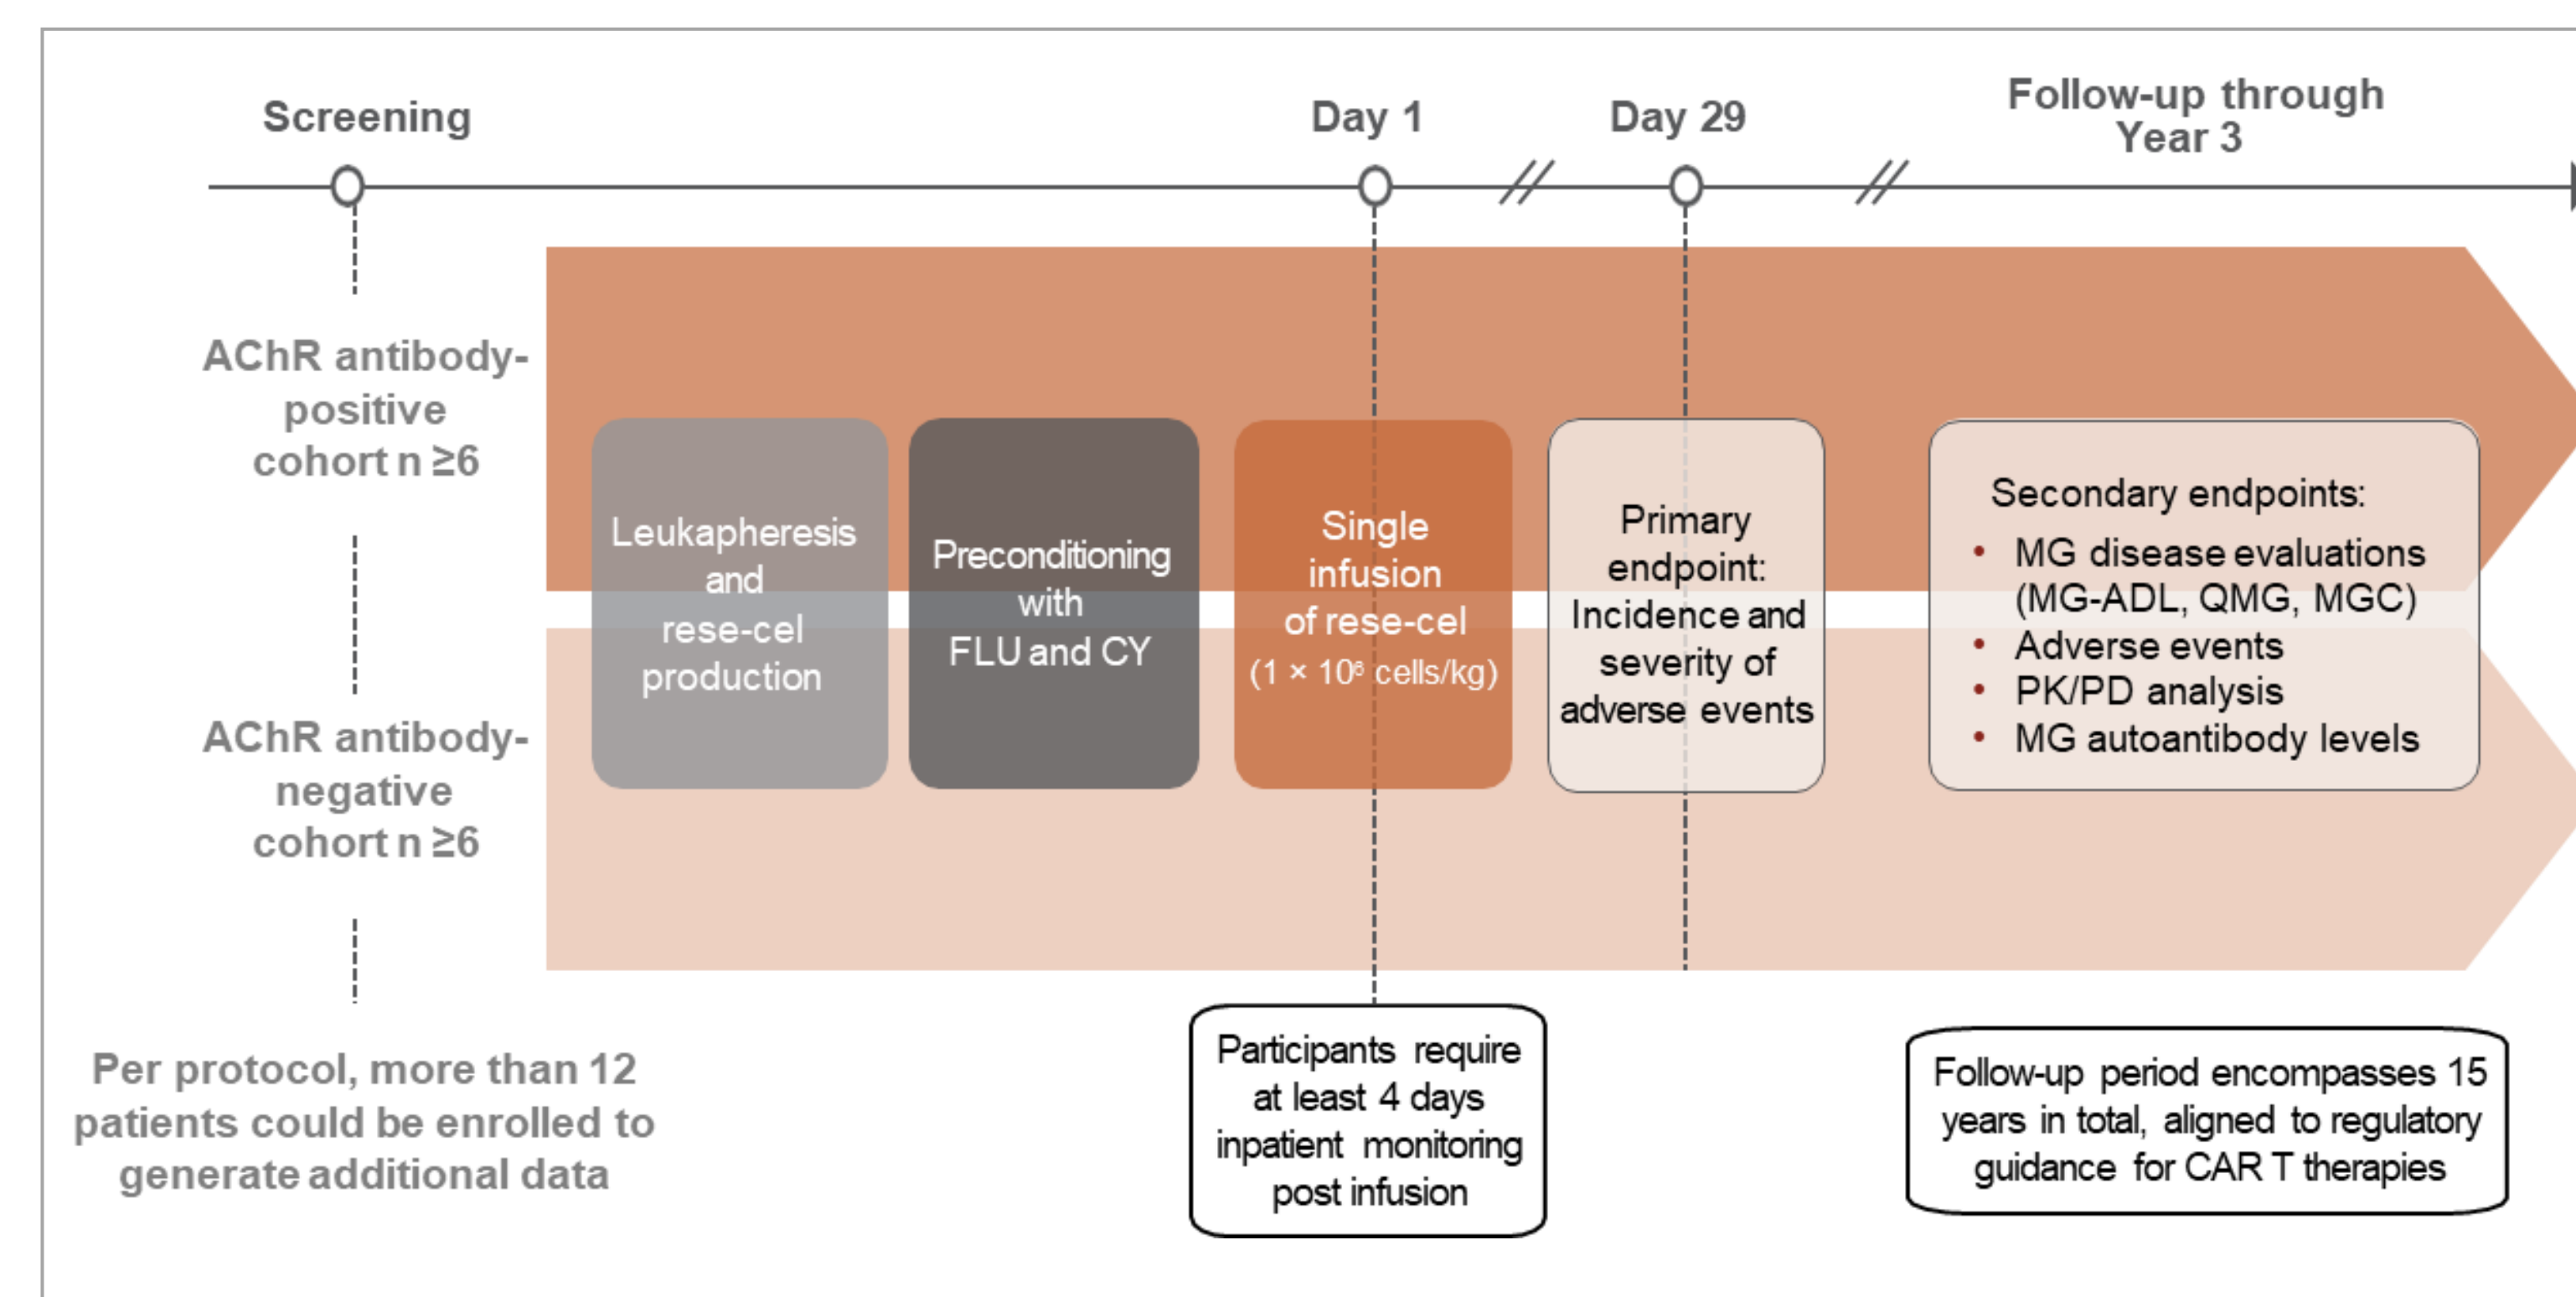 Screening
Day 1
Day 29
Follow-up through
Year 3
AChR antibody-
positive
cohort n ≥6
AChR antibody-
negative
cohort n ≥6
Leukapheresis
and
rese-cel
production
Preconditioning
with
FLU and CY
Single
infusion
of rese-cel
(1 × 10⁶ cells/kg)
Primary
endpoint:
Incidence and
severity of
adverse events
Secondary endpoints:
• MG disease evaluations
(MG-ADL, QMG, MGC)
• Adverse events
• PK/PD analysis
• MG autoantibody levels
Per protocol, more than 12
patients could be enrolled to
generate additional data
Participants require
at least 4 days
inpatient monitoring
post infusion
Follow-up period encompasses 15
years in total, aligned to regulatory
guidance for CAR T therapies